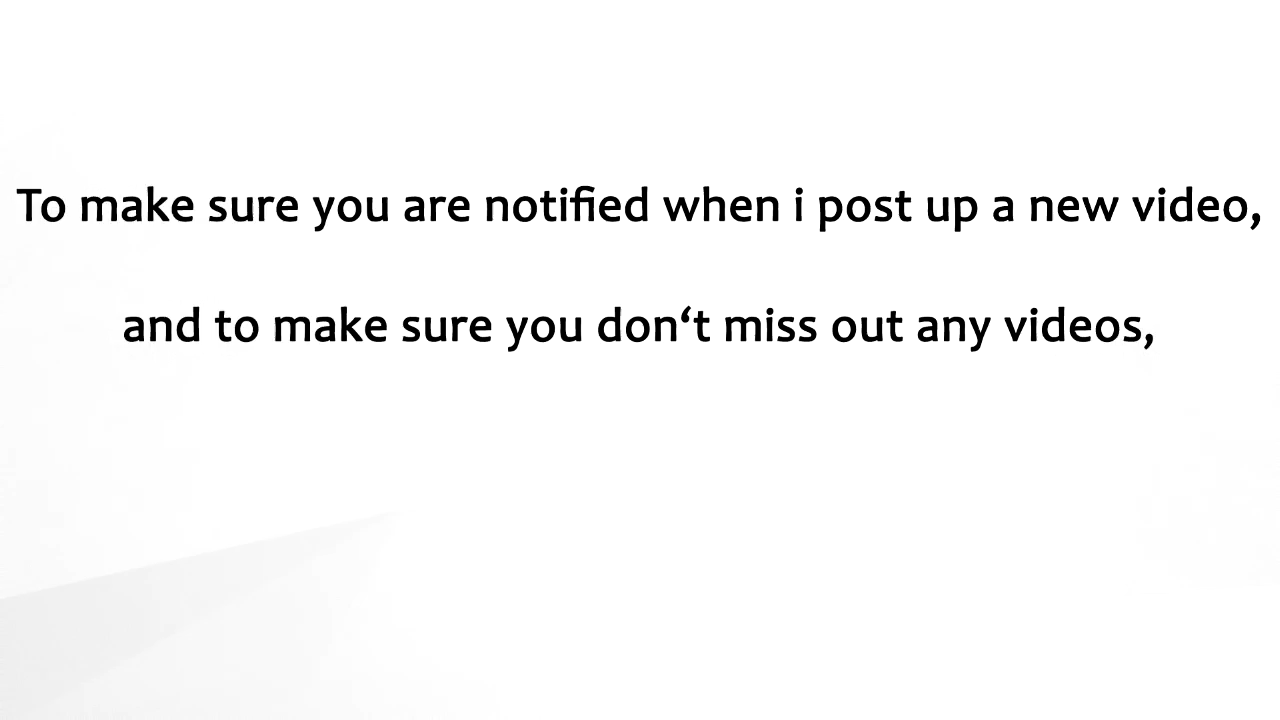 To make sure you are notified when i post up a new video,
and to make sure you don‘t miss out any videos,